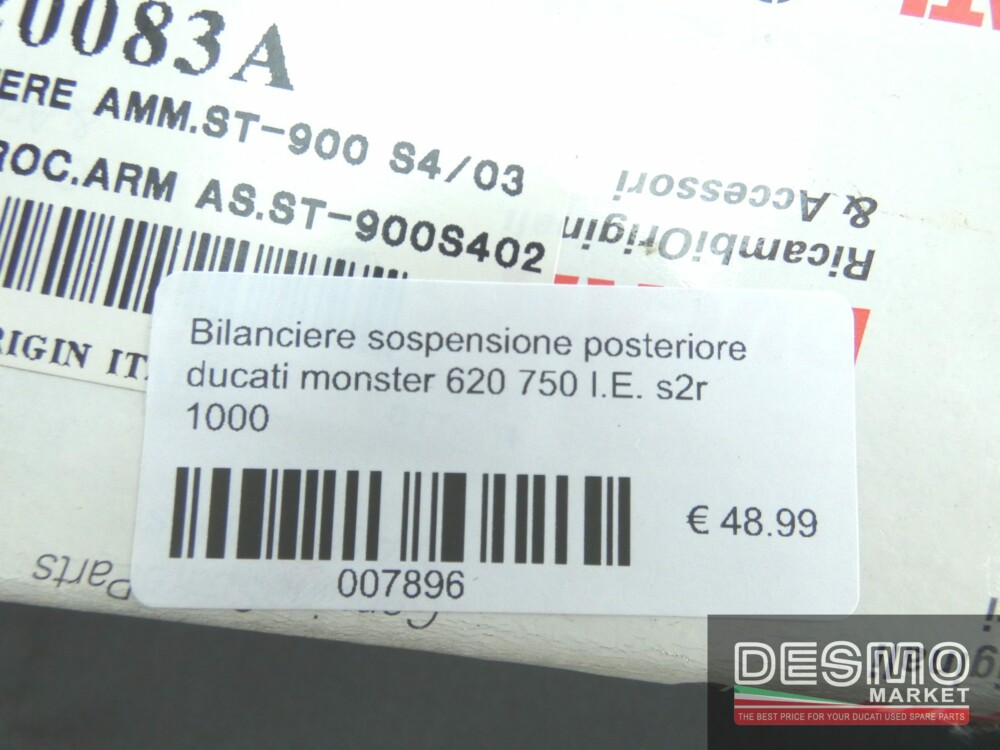 0083A
ERE AMM.ST-900 S4/03
ROC.ARM AS.ST-900S402
RIGIN IT
& Accessori
RicambiOrigin
Bilanciere sospensione posteriore
ducati monster 620 750 I.E. s2r
1000
€ 48.99
007896
Parts
DESMO
MARKET
THE BEST PRICE FOR YOUR DUCATI USED SPARE PARTS